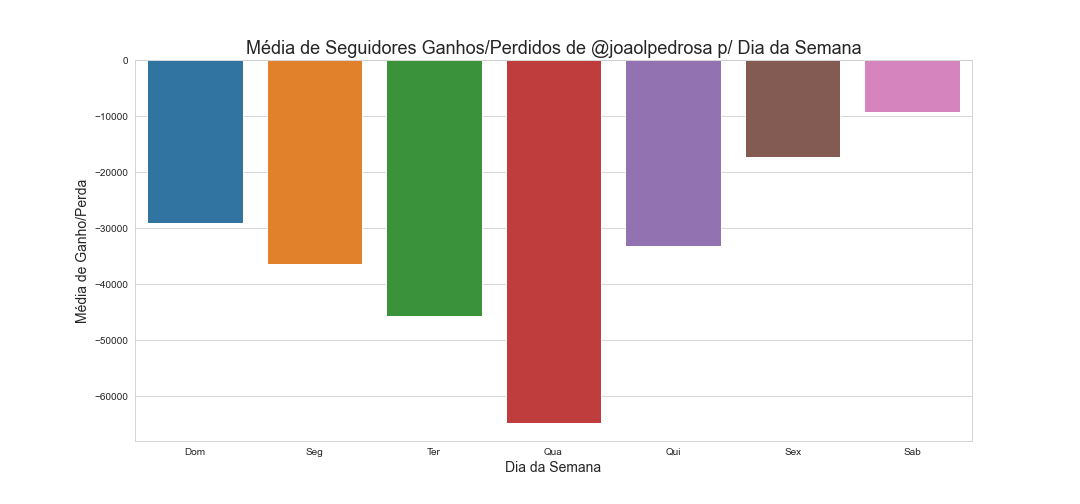 Média de Seguidores Ganhos/Perdidos de @joaolpedrosa p/ Dia da Semana
Média de Ganho/Perda
0
−10000
−20000
−30000
−40000
−50000
−60000
Dom Seg Ter Qua Qui Sex Sab
Dia da Semana